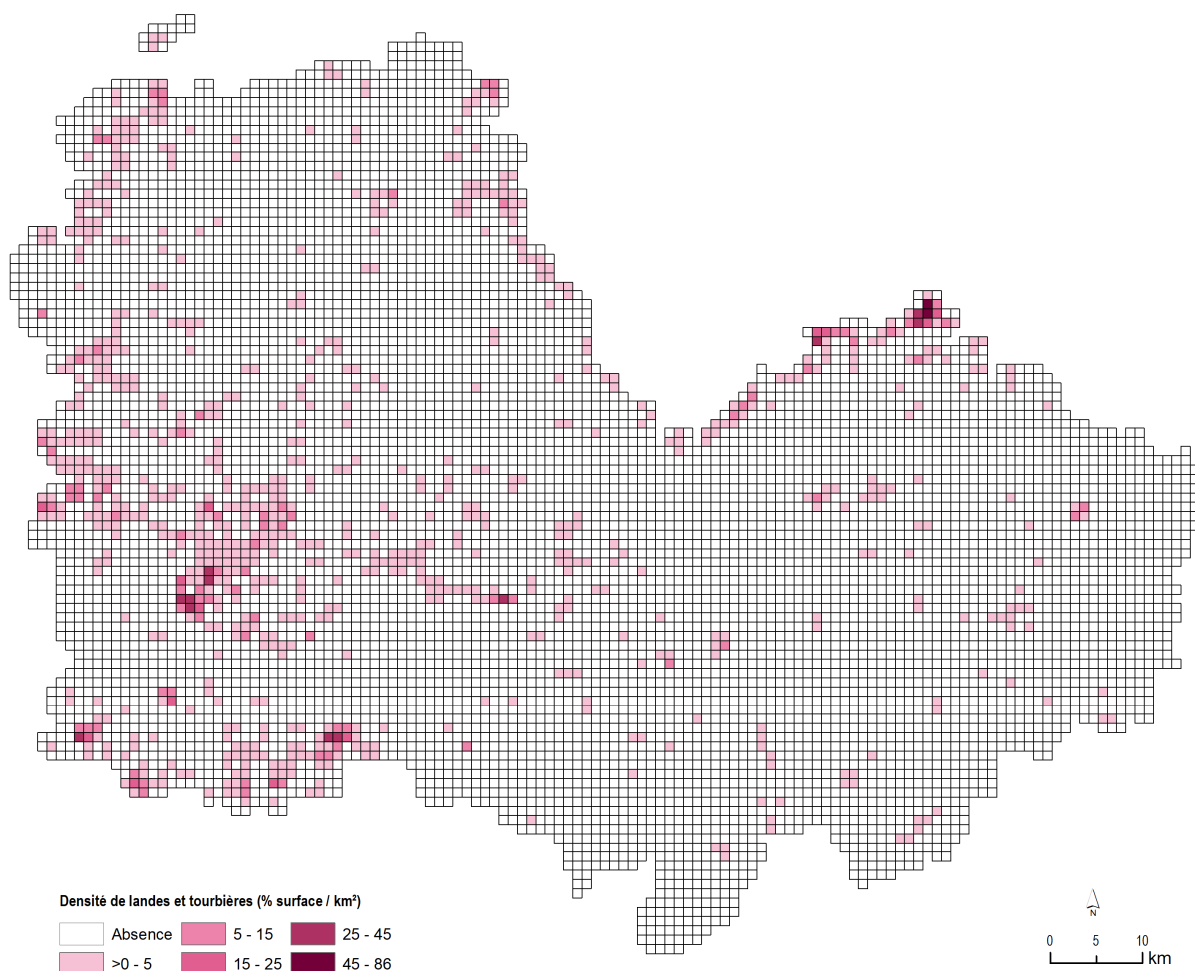 Densité de landes et tourbières (% surface / km²)
Absence 5 - 15 25 - 45
>0 - 5 15 - 25 45 - 86
N
0 5 10
km